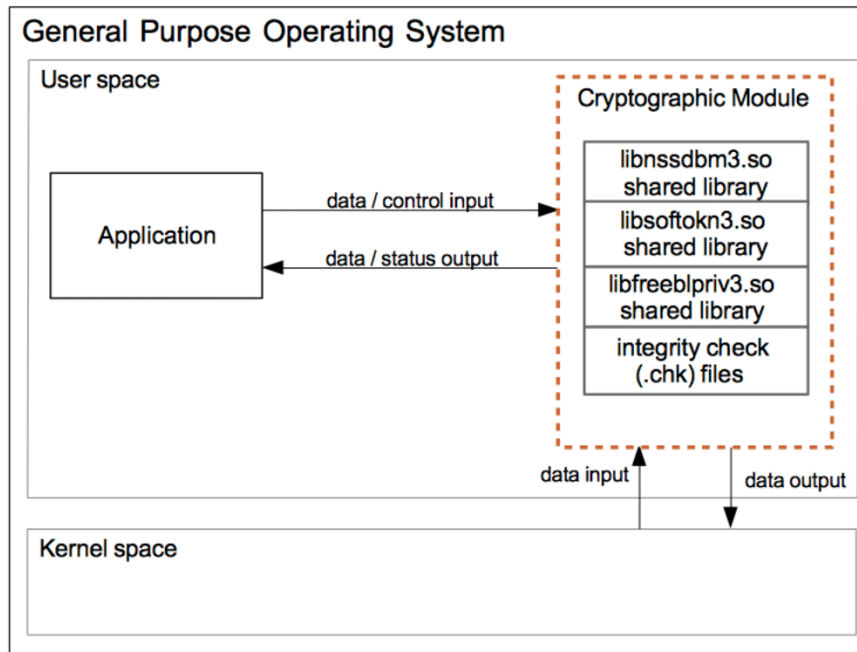 General Purpose Operating System
User space
Cryptographic Module
libnssdbm3.so
shared library
libsoftokn3.so
shared library
libfreeblpriv3.so
shared library
integrity check
(.chk) files
Application
data / control input
data / status output
data input
data output
Kernel space